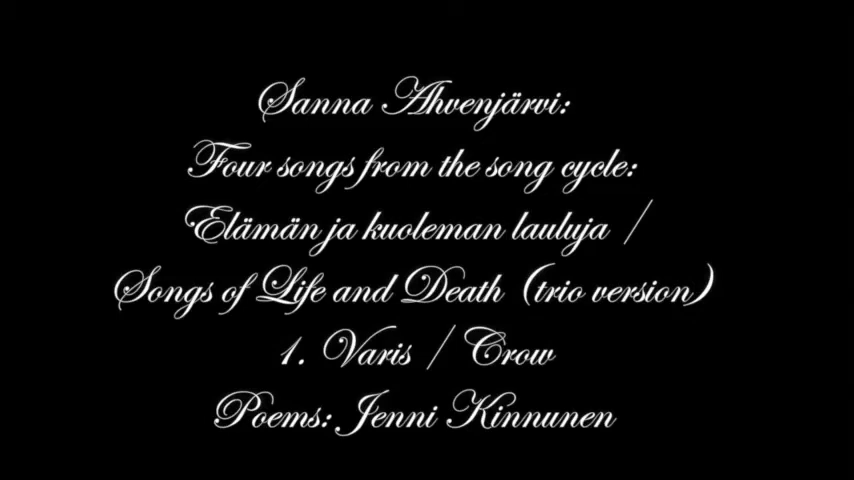 Sanna Ahvenjärvi:
Four songs from the song cycle:
Elämän ja kuoleman lauluja /
Songs of Life and Death (trio version)
1. Varis / Crow
Poems: Jenni Kinnunen